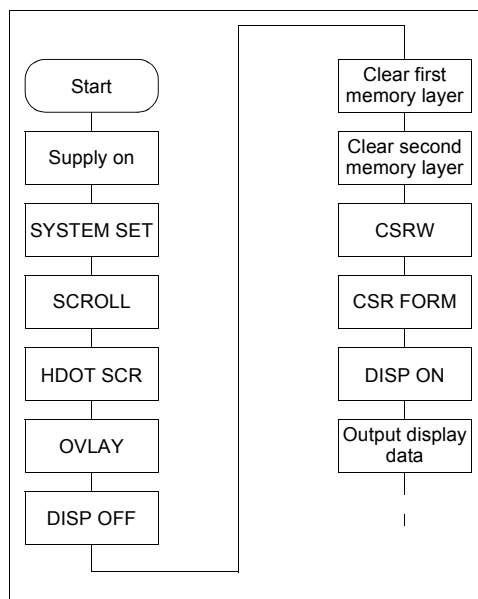 Start
Supply on
SYSTEM SET
SCROLL
HDOT SCR
OVLAY
DISP OFF
Clear first
memory layer
Clear second
memory layer
CSRW
CSR FORM
DISP ON
Output display
data